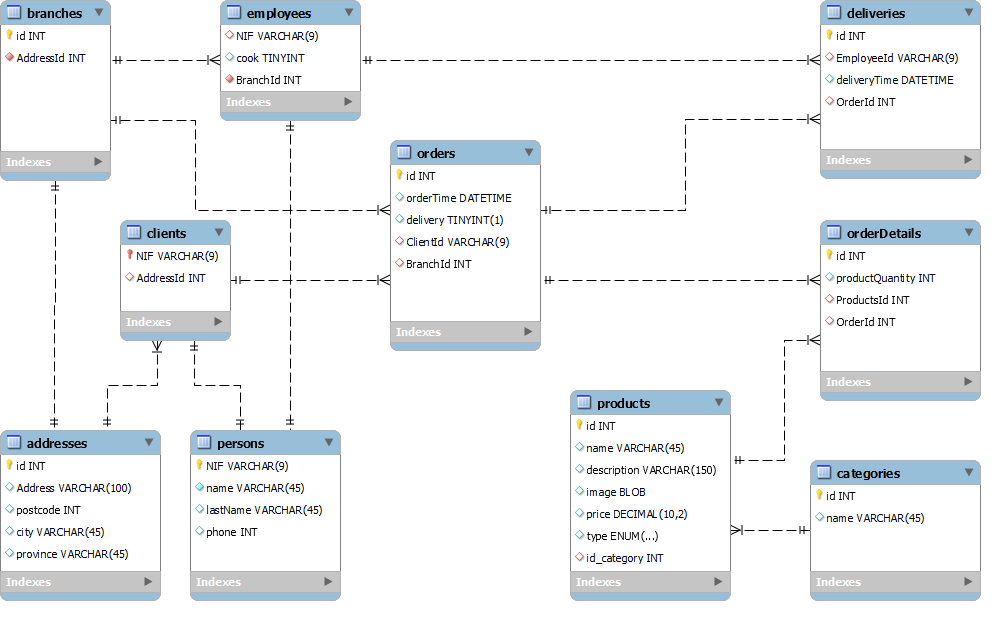 branches
id INT
AddressId INT
Indexes
employees
NIF VARCHAR(9)
cook TINYINT
BranchId INT
Indexes
deliveries
id INT
EmployeeId VARCHAR(9)
deliveryTime DATETIME
OrderId INT
Indexes
orders
id INT
orderTime DATETIME
delivery TINYINT(1)
ClientId VARCHAR(9)
BranchId INT
Indexes
clients
NIF VARCHAR(9)
AddressId INT
Indexes
orderDetails
id INT
productQuantity INT
ProductsId INT
OrderId INT
Indexes
addresses
id INT
Address VARCHAR(100)
postcode INT
city VARCHAR(45)
province VARCHAR(45)
Indexes
persons
NIF VARCHAR(9)
name VARCHAR(45)
lastName VARCHAR(45)
phone INT
Indexes
products
id INT
name VARCHAR(45)
description VARCHAR(150)
image BLOB
price DECIMAL(10,2)
type ENUM(...)
id_category INT
Indexes
categories
id INT
name VARCHAR(45)
Indexes